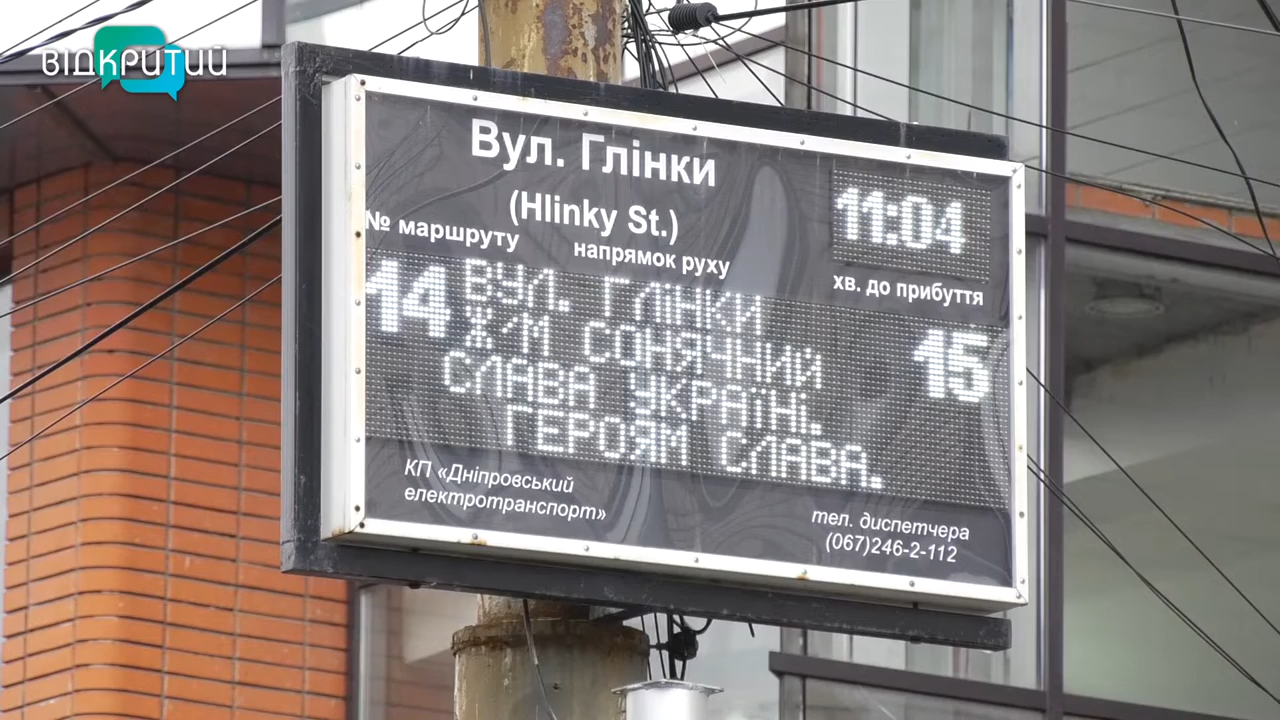 ВІДКРИТИЙ
Вул. Глінки
(Hlinky St.)
11:04
№ маршруту
напрямок руху
хв. до прибуття
14
ВУЛ. ГЛІНКИ
Ж/М СОНЯЧНИЙ
15
СЛАВА УКРАЇНІ.
ГЕРОЯМ СЛАВА.
КП «Дніпровський
електротранспорт»
тел. диспетчера
(067)246-2-112